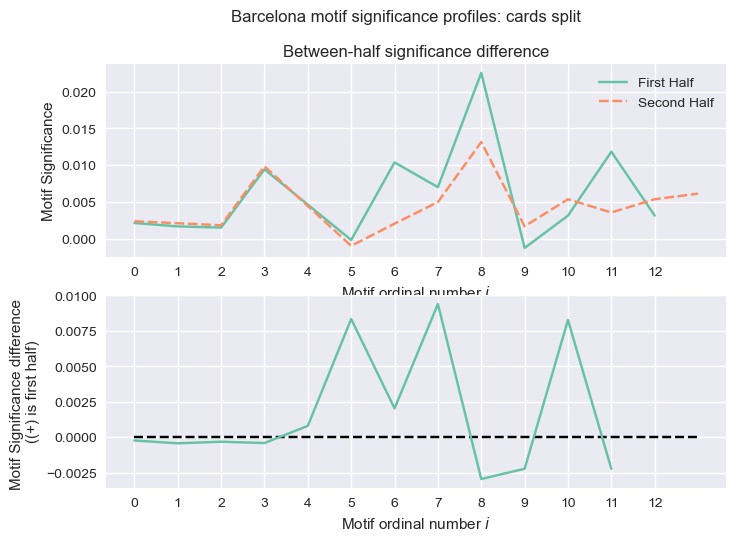 Barcelona motif significance profiles: cards split
Between-half significance difference
Motif Significance
0.020
0.015
0.010
0.005
0.000
First Half
Second Half
0 1 2 3 4 5 6 7 8 9 10 11 12
Motif ordinal number i
Motif Significance difference
((+) is first half)
0.0100
0.0075
0.0050
0.0025
0.0000
−0.0025
0 1 2 3 4 5 6 7 8 9 10 11 12
Motif ordinal number i